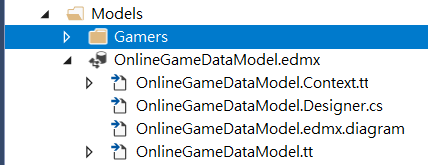 Models
Gamers
OnlineGameDataModel.edmx
OnlineGameDataModel.Context.tt
OnlineGameDataModel.Designer.cs
OnlineGameDataModel.edmx.diagram
OnlineGameDataModel.tt